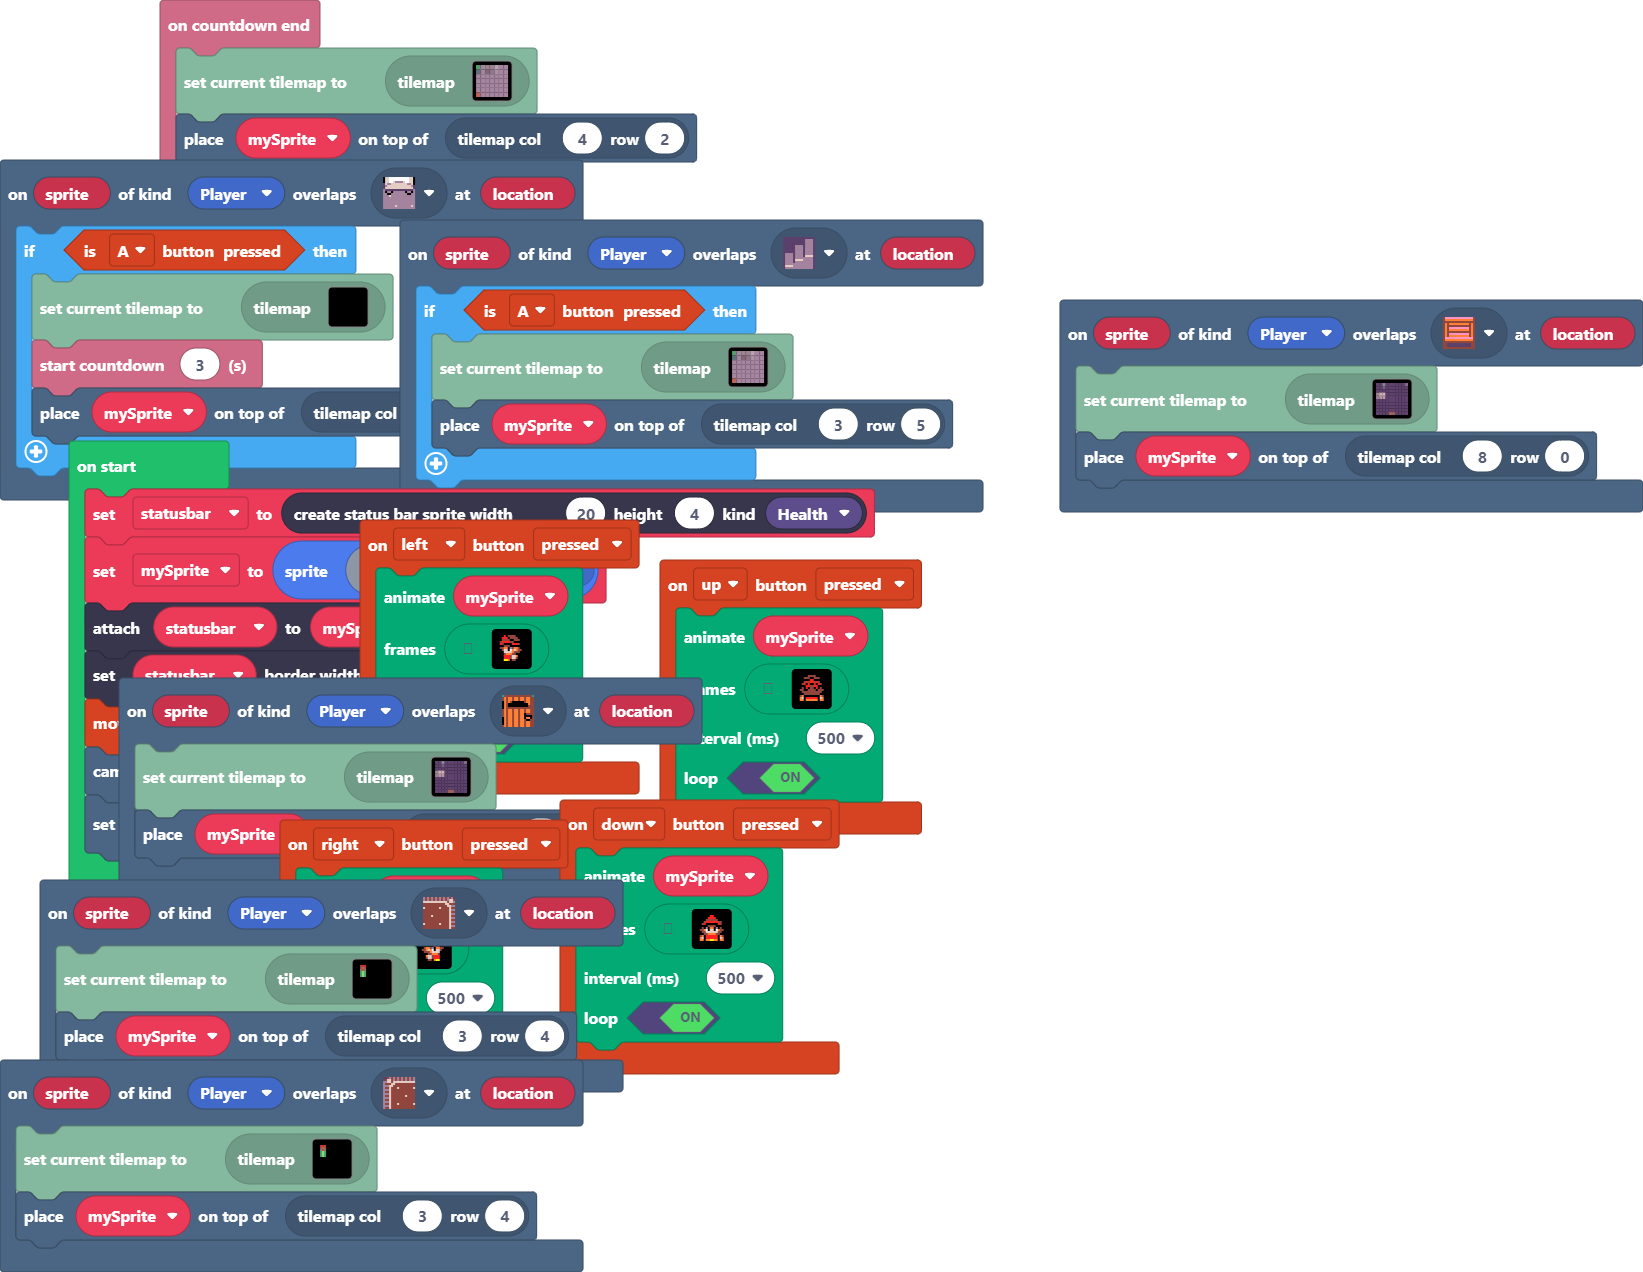 on countdown end
set current tilemap to tilemap
place mySprite on top of tilemap col 4 row 2
on sprite of kind Player overlaps at location
if is A button pressed then
set current tilemap to tilemap
start countdown 3 (s)
place mySprite on top of tilemap col
on sprite of kind Player overlaps at location
if is A button pressed then
set current tilemap to tilemap
place mySprite on top of tilemap col 3 row 5
on sprite of kind Player overlaps at location
set current tilemap to tilemap
place mySprite on top of tilemap col 8 row 0
on start
set statusbar to create status bar sprite width 20 height 4 kind Health
set mySprite to sprite
attach statusbar to
set statusbar border width
set
on left button pressed
animate mySprite
frames
on up button pressed
animate mySprite
interval (ms) 500
loop ON
on sprite of kind Player overlaps at location
set current tilemap to tilemap
place mySprite
on right button pressed
500
on down button pressed
animate mySprite
interval (ms) 500
loop ON
on sprite of kind Player overlaps at location
set current tilemap to tilemap
place mySprite on top of tilemap col 3 row 4
on sprite of kind Player overlaps at location
set current tilemap to tilemap
place mySprite on top of tilemap col 3 row 4